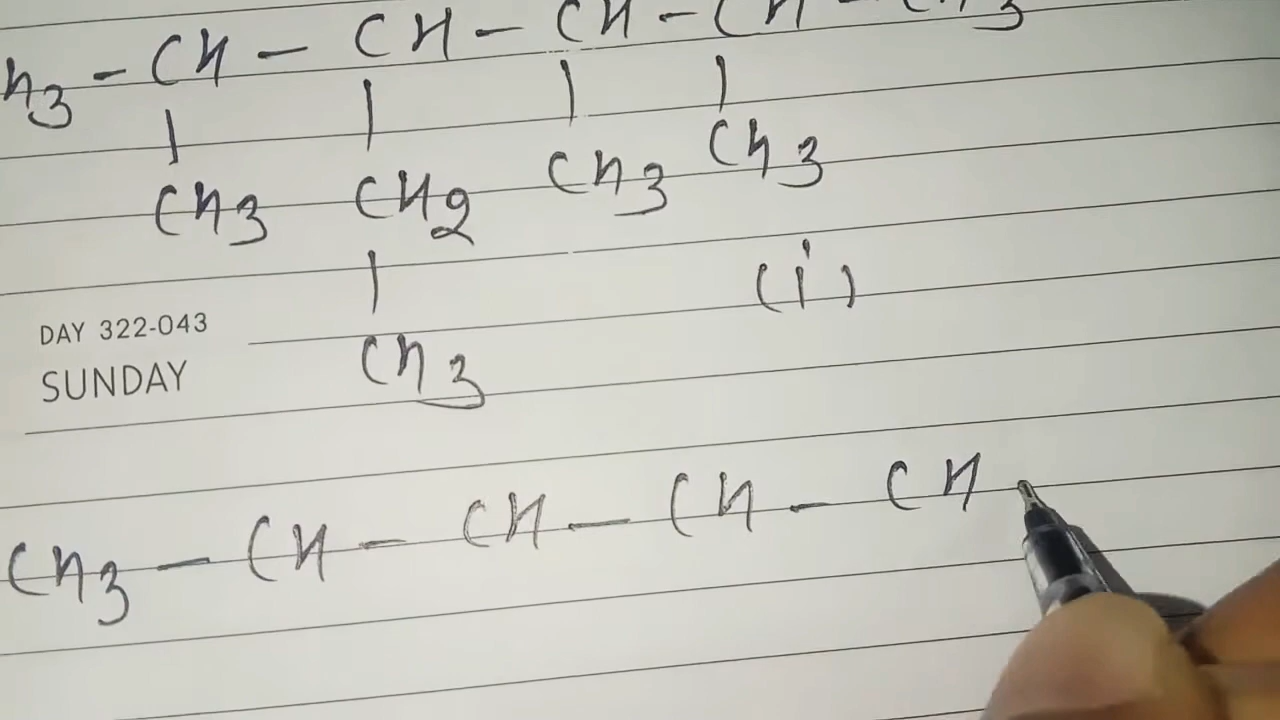 H3 - CH - CH - CH - CH - CH3
| | | |
CH3 CH2 CH3 CH3
|
(i)
DAY 322-043
CH3
SUNDAY
CH3 - CH - CH - CH - CH